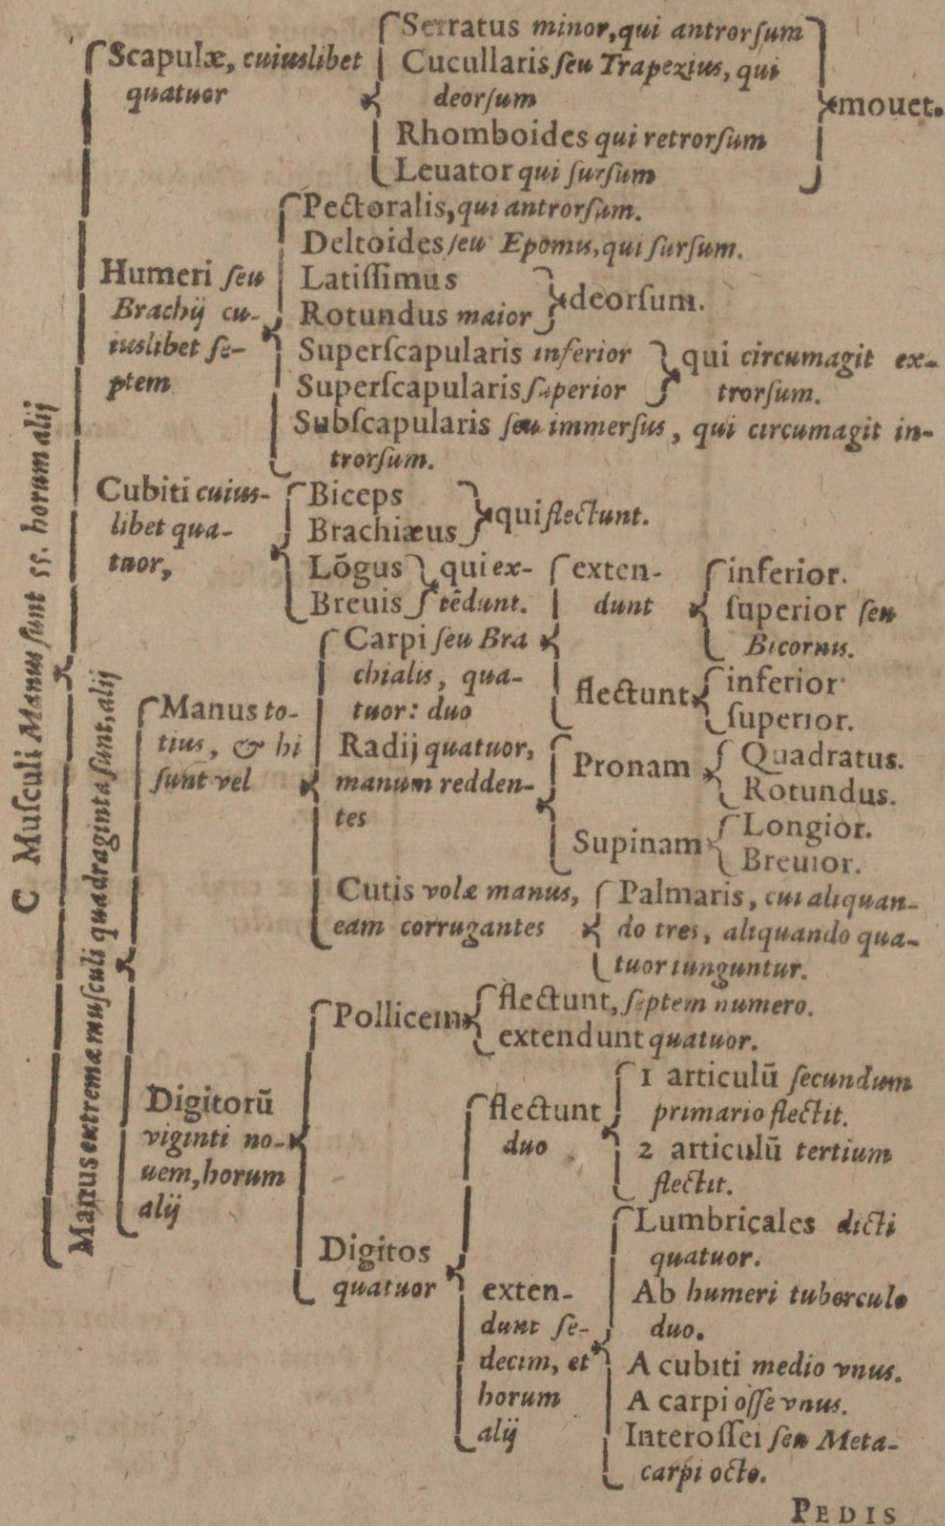 C Muſculi Manus ſunt 55. horum alij
Scapulæ, cuiuslibet
quatuor
Serratus minor, qui antrorſum
Cucullaris ſeu Trapezius, qui
deorſum
Rhomboides qui retrorſum
Leuator qui ſurſum
mouet.
Humeri ſeu
Brachij cu-
iuslibet ſe-
ptem
Pectoralis, qui antrorſum.
Deltoides ſeu Epomis, qui ſurſum.
Latiſſimus
Rotundus maior
deorſum.
Superſcapularis inferior
Superſcapularis ſuperior
qui circumagit ex-
trorſum.
Subſcapularis ſeu immerſus, qui circumagit in-
trorſum.
Cubiti cuius-
libet qua-
tuor,
Biceps
Brachiæus
qui flectunt.
Lõgus
Breuis
qui ex-
tẽdunt.
Manus extremæ muſculi quadraginta ſunt, alij
Manus to-
tius, & hi
ſunt vel
Carpi ſeu Bra
chialis, qua-
tuor: duo
exten-
dunt
inferior.
ſuperior ſeu
Bicornis.
flectunt
inferior
ſuperior.
Radij quatuor,
manum redden-
tes
Pronam
Quadratus.
Rotundus.
Supinam
Longior.
Breuior.
Cutis volæ manus,
eam corrugantes
Palmaris, cui aliquan-
do tres, aliquando qua-
tuor iunguntur.
Digitorũ
viginti no-
uem, horum
alij
Pollicem
flectunt, ſeptem numero.
extendunt quatuor.
Digitos
quatuor
flectunt
duo
1 articulũ ſecundum
primario flectit.
2 articulũ tertium
flectit.
exten-
dunt ſe-
decim, et
horum
alij
Lumbricales dicti
quatuor.
Ab humeri tuberculo
duo.
A cubiti medio vnus.
A carpi oſſe vnus.
Interoſſei ſeu Meta-
carpi octo.
PEDIS